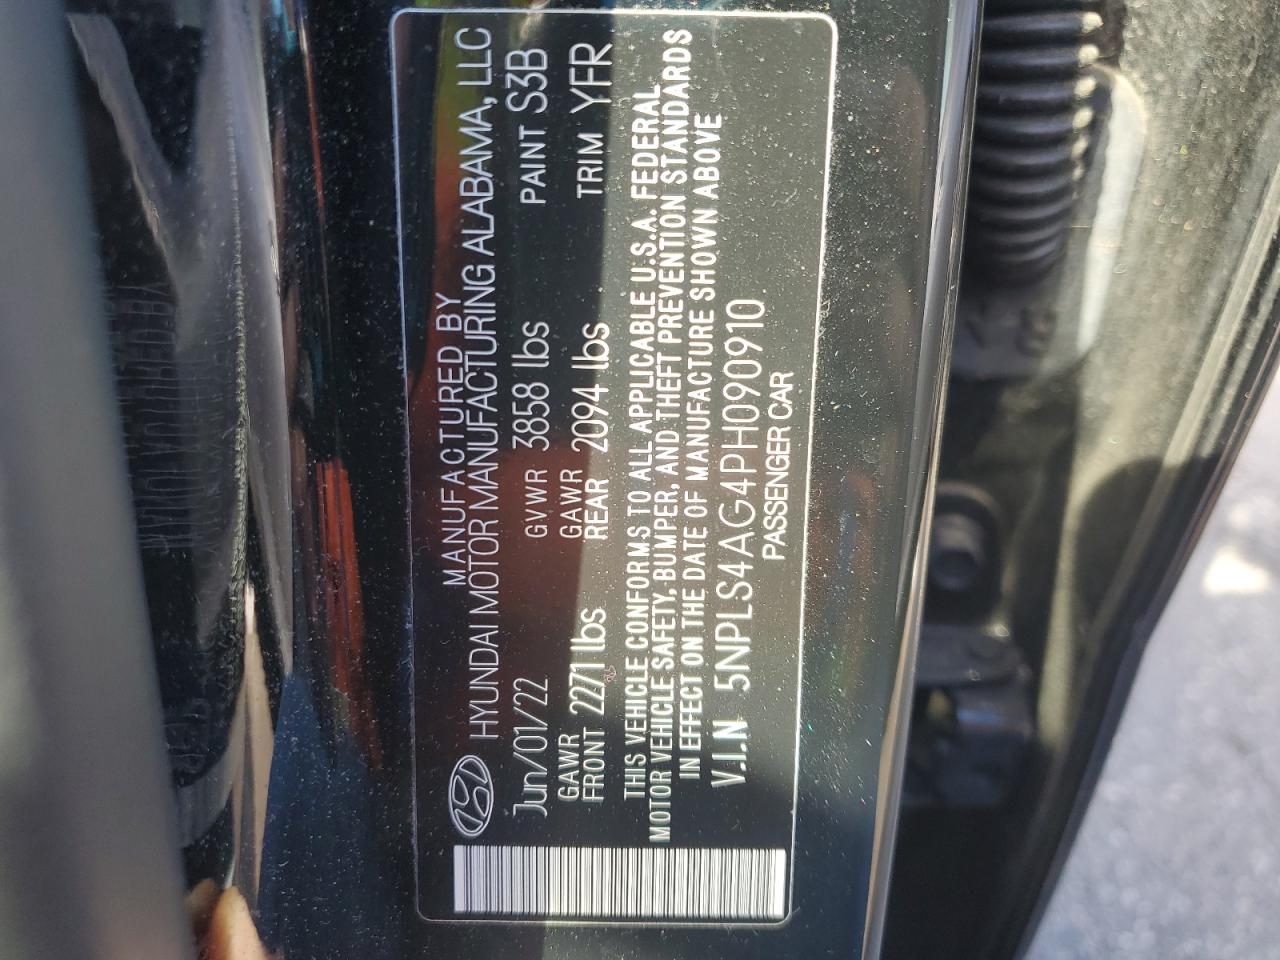 MANUFACTURED BY
HYUNDAI MOTOR MANUFACTURING ALABAMA, LLC
Jun/01/22 GVWR 3858 lbs PAINT S3B
GAWR FRONT 2271 lbs GAWR REAR 2094 lbs TRIM YFR
THIS VEHICLE CONFORMS TO ALL APPLICABLE U.S.A. FEDERAL
MOTOR VEHICLE SAFETY, BUMPER, AND THEFT PREVENTION STANDARDS
IN EFFECT ON THE DATE OF MANUFACTURE SHOWN ABOVE
V.I.N 5NPLS4AG4PH090910
PASSENGER CAR